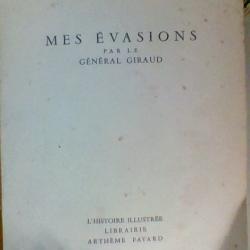 MES ÉVASIONS
PAR LE
GÉNÉRAL GIRAUD
L'HISTOIRE ILLUSTRÉE
LIBRAIRIE
ARTHÈME FAYARD